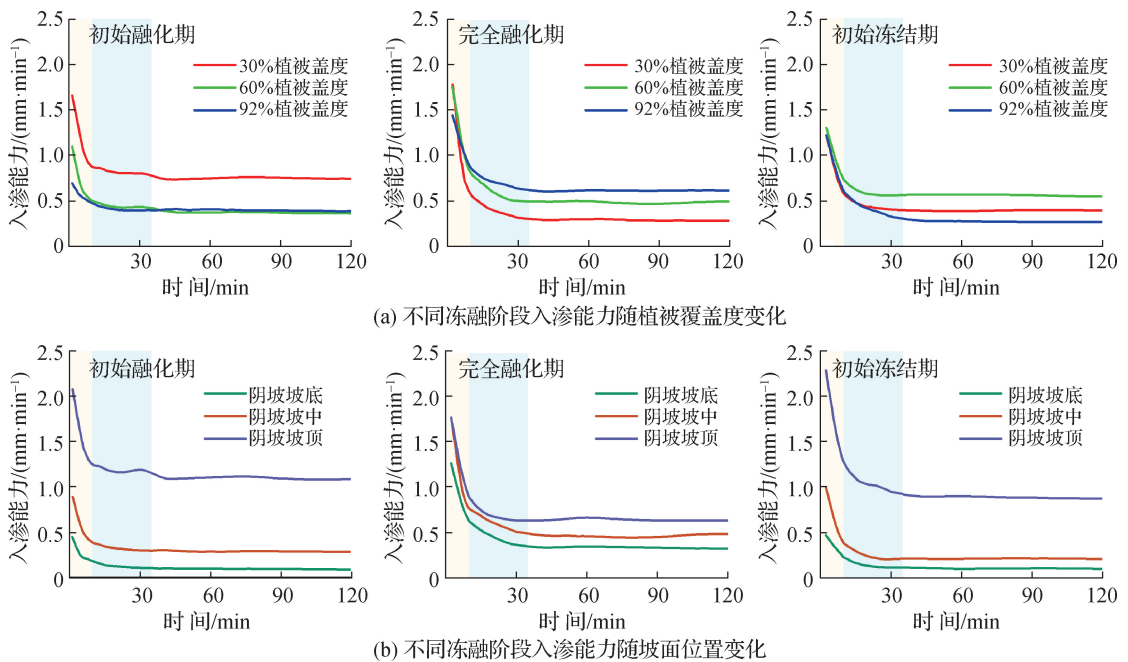 入渗能力/(mm·min⁻¹)
2.5
2.0
1.5
1.0
0.5
0
初始融化期
30%植被盖度
60%植被盖度
92%植被盖度
30
60
90
120
时 间/min
入渗能力/(mm·min⁻¹)
2.5
2.0
1.5
1.0
0.5
0
完全融化期
30%植被盖度
60%植被盖度
92%植被盖度
30
60
90
120
时 间/min
入渗能力/(mm·min⁻¹)
2.5
2.0
1.5
1.0
0.5
0
初始冻结期
30%植被盖度
60%植被盖度
92%植被盖度
30
60
90
120
时 间/min
(a) 不同冻融阶段入渗能力随植被覆盖度变化
入渗能力/(mm·min⁻¹)
2.5
2.0
1.5
1.0
0.5
0
初始融化期
阴坡坡底
阴坡坡中
阴坡坡顶
30
60
90
120
时 间/min
入渗能力/(mm·min⁻¹)
2.5
2.0
1.5
1.0
0.5
0
完全融化期
阴坡坡底
阴坡坡中
阴坡坡顶
30
60
90
120
时 间/min
入渗能力/(mm·min⁻¹)
2.5
2.0
1.5
1.0
0.5
0
初始冻结期
阴坡坡底
阴坡坡中
阴坡坡顶
30
60
90
120
时 间/min
(b) 不同冻融阶段入渗能力随坡面位置变化